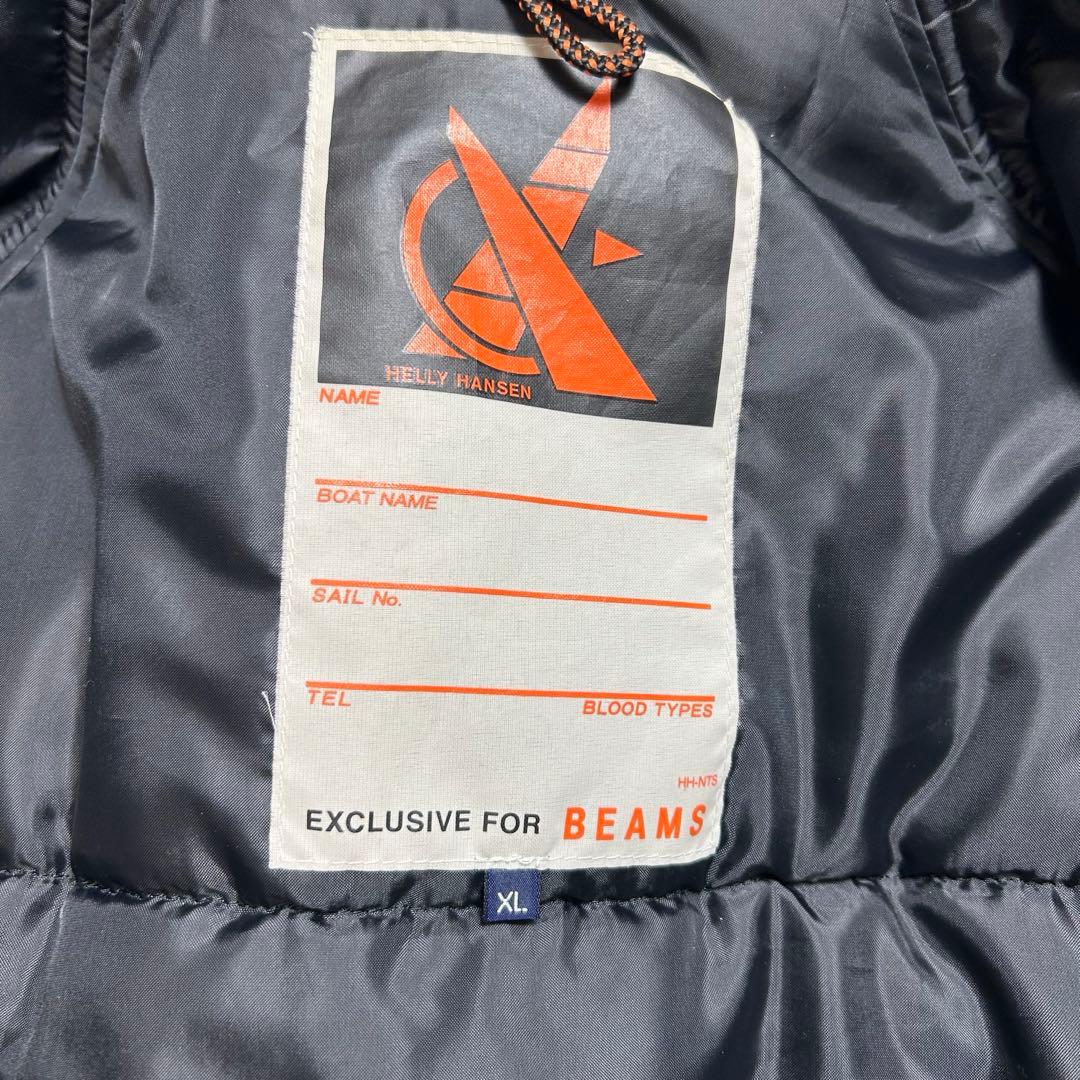 HELLY HANSEN
NAME
BOAT NAME
SAIL No.
TEL
BLOOD TYPES
HH-NTS
EXCLUSIVE FOR BEAMS
XL